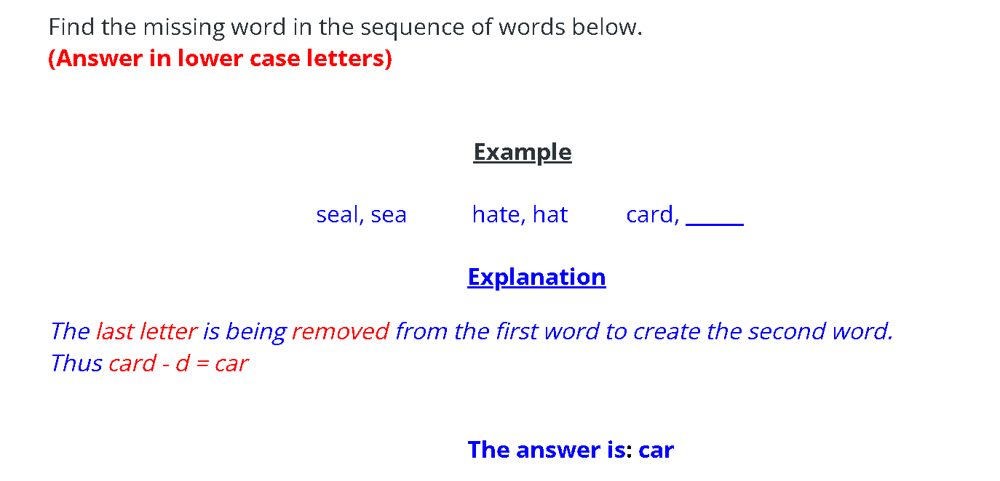 Find the missing word in the sequence of words below.
(Answer in lower case letters)
Example
seal, sea hate, hat card, _____
Explanation
The last letter is being removed from the first word to create the second word.
Thus card - d = car
The answer is: car